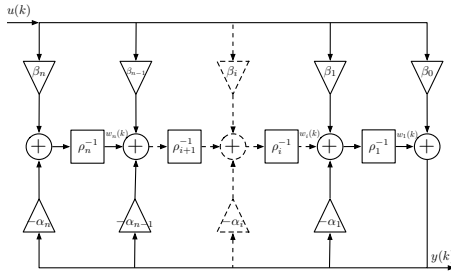 u(k)
β_n β_{n−1} β_i β_1 β_0
ρ_n^{−1} w_n(k) ρ_{i+1}^{−1} ρ_i^{−1} w_i(k) ρ_1^{−1} w_1(k)
−α_n −α_{n−1} −α_i −α_1
y(k